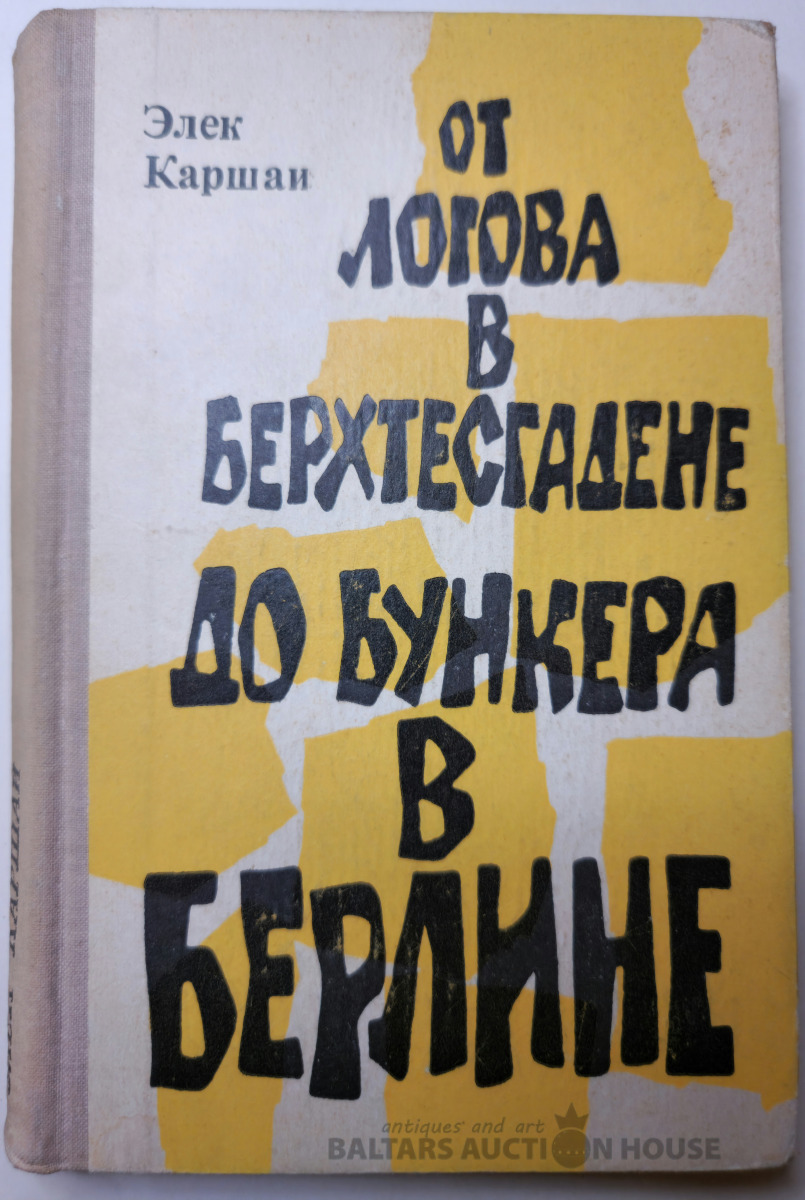 Элек
Каршаи
ОТ
ЛОГОВА
В
БЕРХТЕСГАДЕНЕ
ДО БУНКЕРА
В
БЕРЛИНЕ
antiques and art
BALTARS AUCTION HOUSE